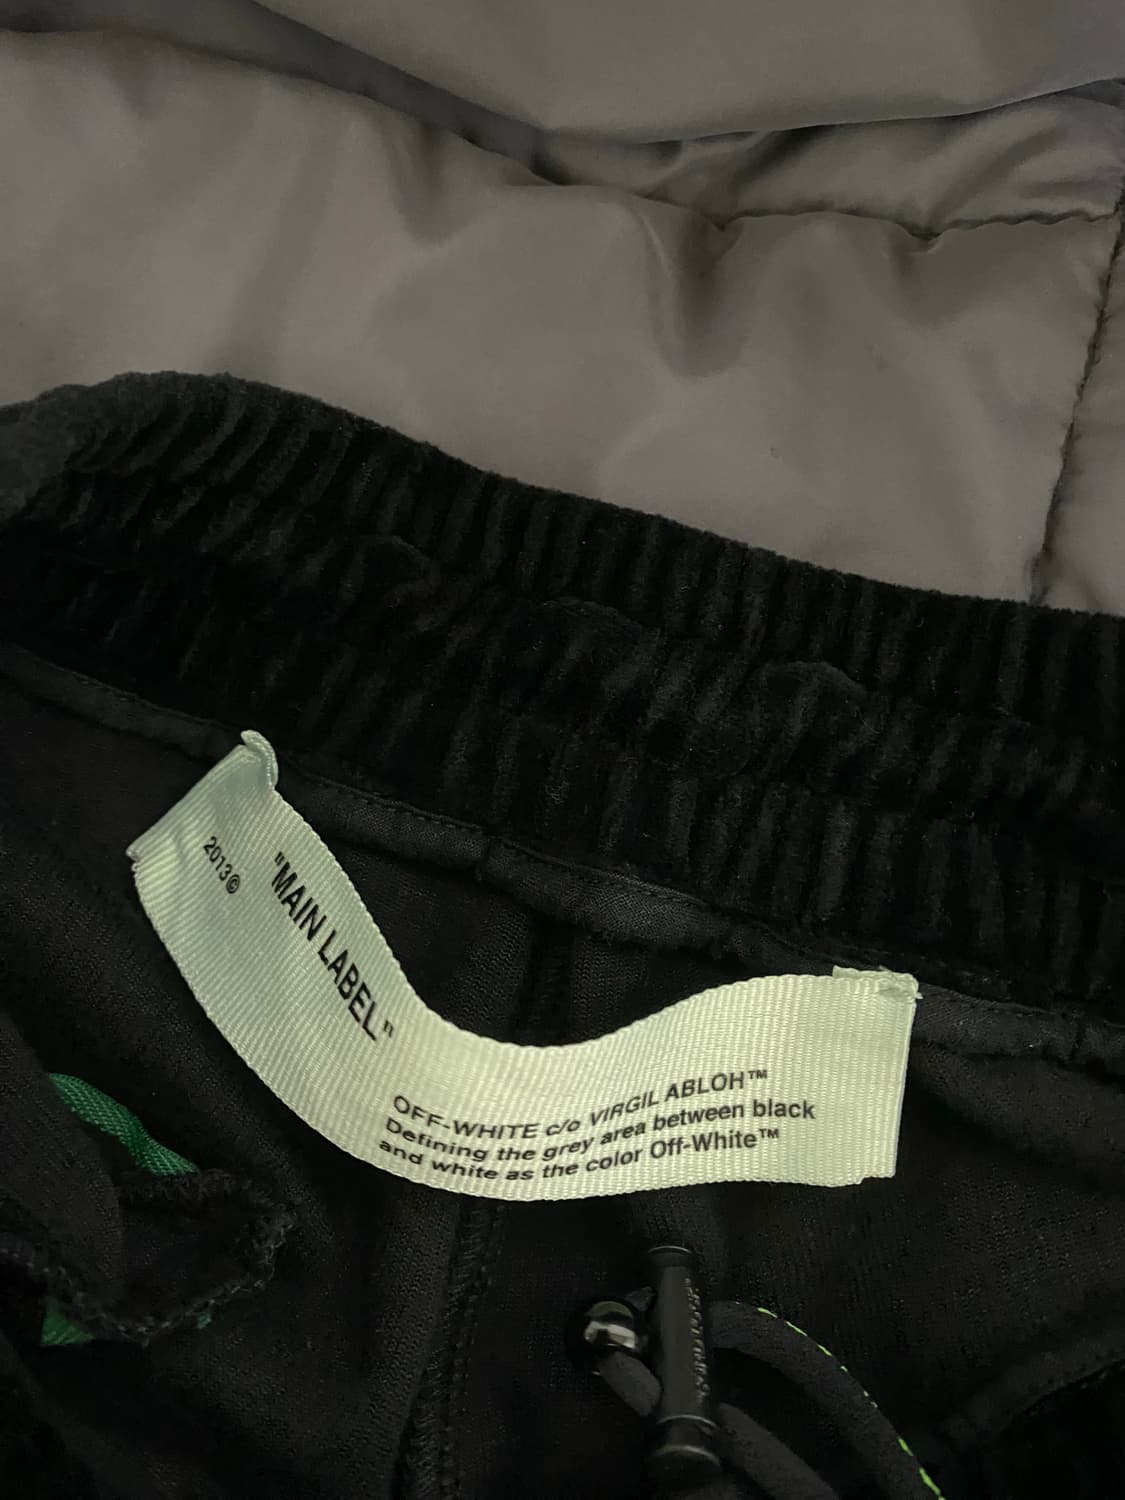 2013©
"MAIN LABEL"
OFF-WHITE c/o VIRGIL ABLOH™
Defining the grey area between black
and white as the color Off-White™